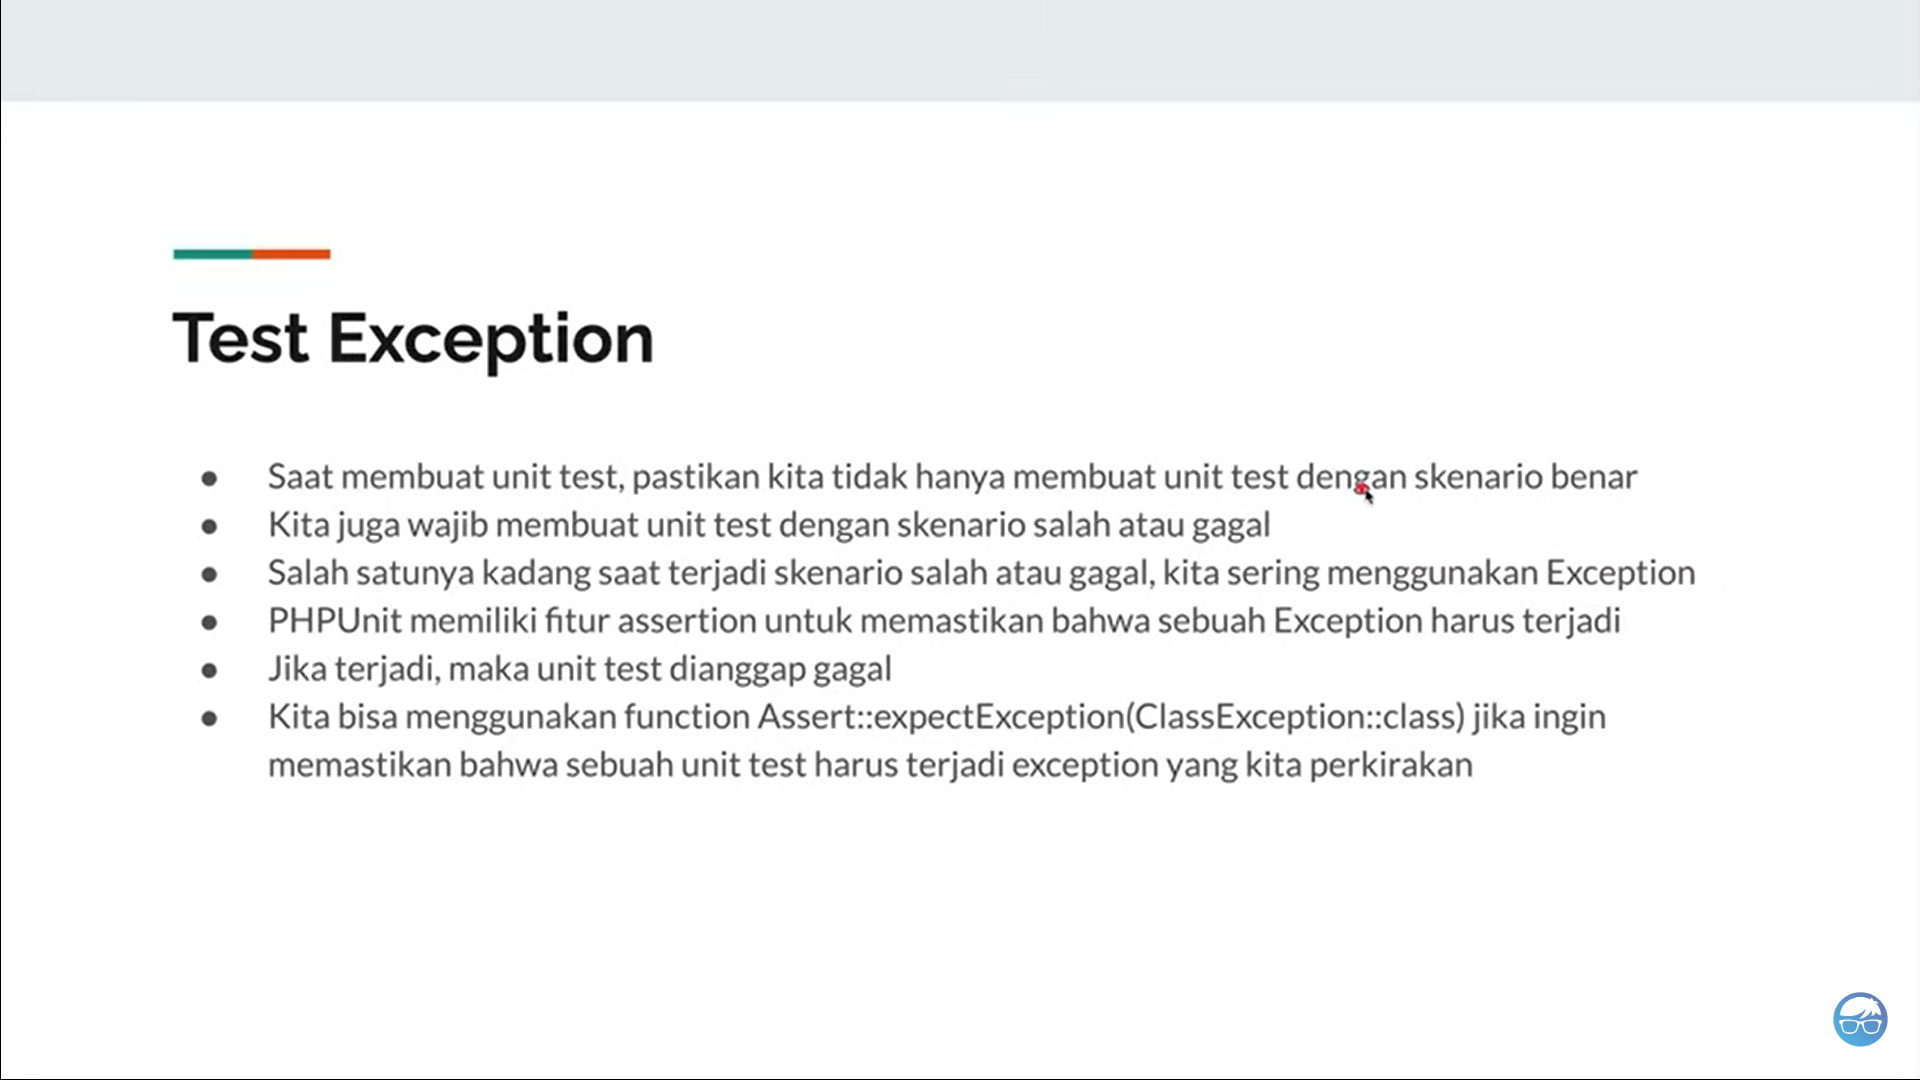 Test Exception
● Saat membuat unit test, pastikan kita tidak hanya membuat unit test dengan skenario benar
● Kita juga wajib membuat unit test dengan skenario salah atau gagal
● Salah satunya kadang saat terjadi skenario salah atau gagal, kita sering menggunakan Exception
● PHPUnit memiliki fitur assertion untuk memastikan bahwa sebuah Exception harus terjadi
● Jika terjadi, maka unit test dianggap gagal
● Kita bisa menggunakan function Assert::expectException(ClassException::class) jika ingin
memastikan bahwa sebuah unit test harus terjadi exception yang kita perkirakan